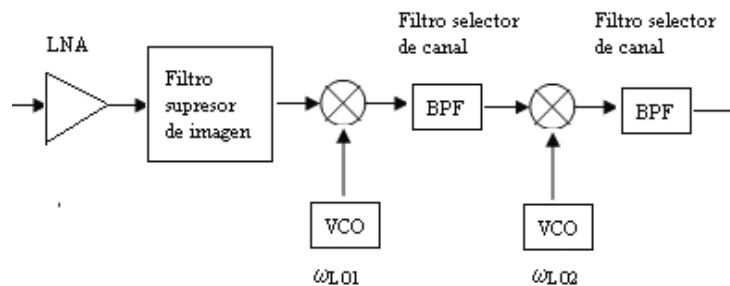 LNA
Filtro
supresor
de imagen
Filtro selector
de canal
BPF
Filtro selector
de canal
BPF
VCO
ωLO1
VCO
ωLO2